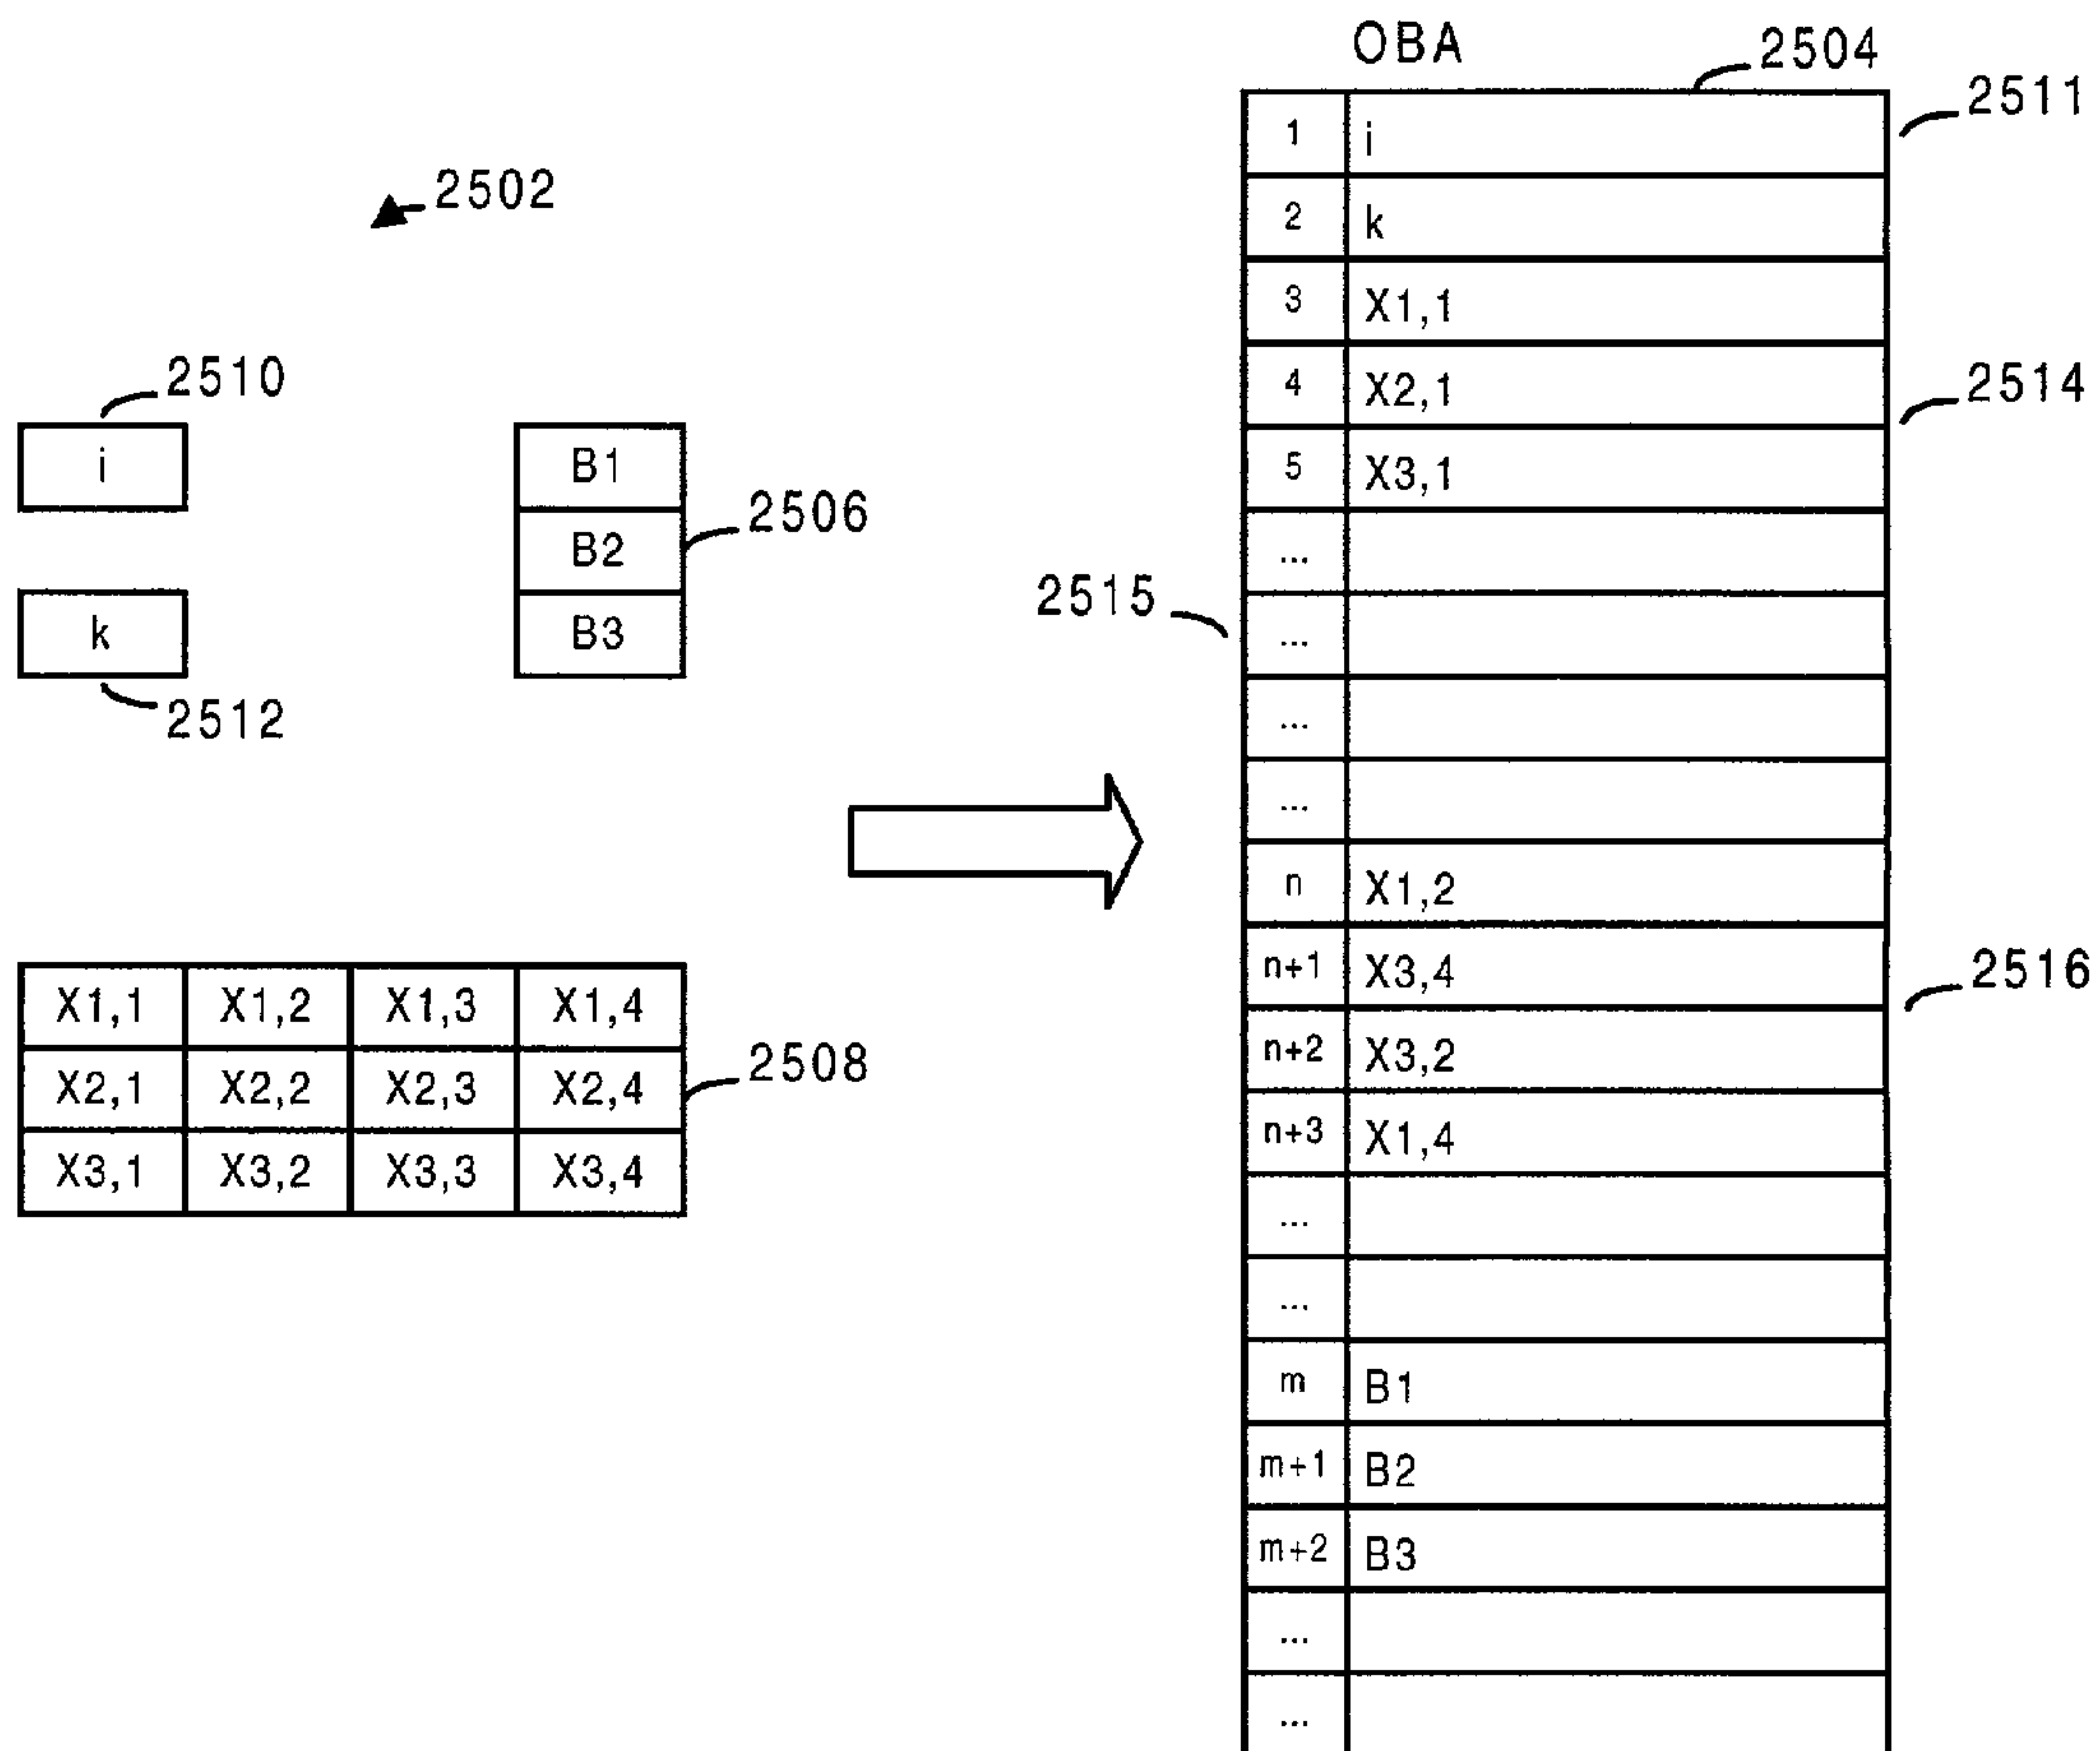 OBA
2504
2511
1 i
2502
2 k
3 X1,1
2510
4 X2,1
2514
i
B1
5 X3,1
2506
B2
...
2515
k
B3
...
2512
...
...
n X1,2
X1,1 X1,2 X1,3 X1,4
n+1 X3,4
2516
X2,1 X2,2 X2,3 X2,4
2508
n+2 X3,2
X3,1 X3,2 X3,3 X3,4
n+3 X1,4
...
...
m B1
m+1 B2
m+2 B3
...
...